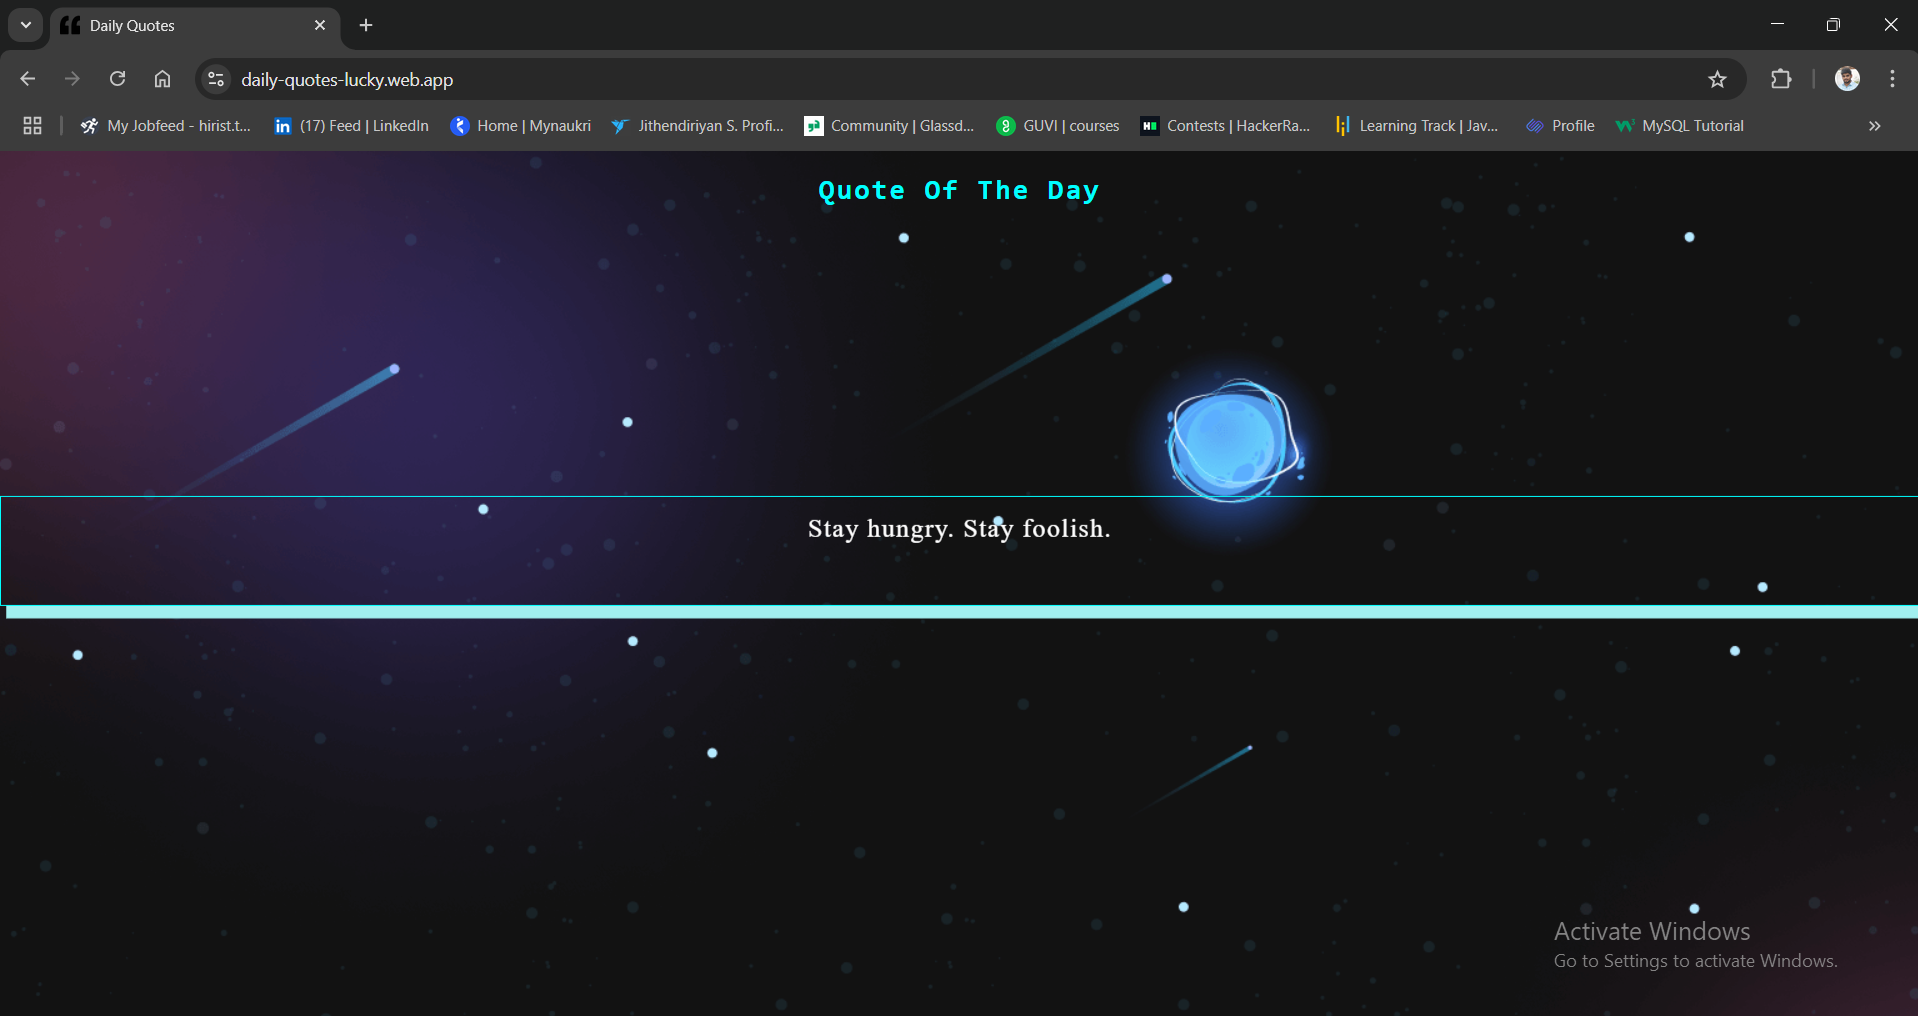 Daily Quotes
daily-quotes-lucky.web.app
My Jobfeed - hirist.t...
in (17) Feed | LinkedIn
Home | Mynaukri
Jithendiriyan S. Profi...
Community | Glassd...
GUVI | courses
H Contests | HackerRa...
Learning Track | Jav...
Profile
W3 MySQL Tutorial
Quote Of The Day
Stay hungry. Stay foolish.
Activate Windows
Go to Settings to activate Windows.